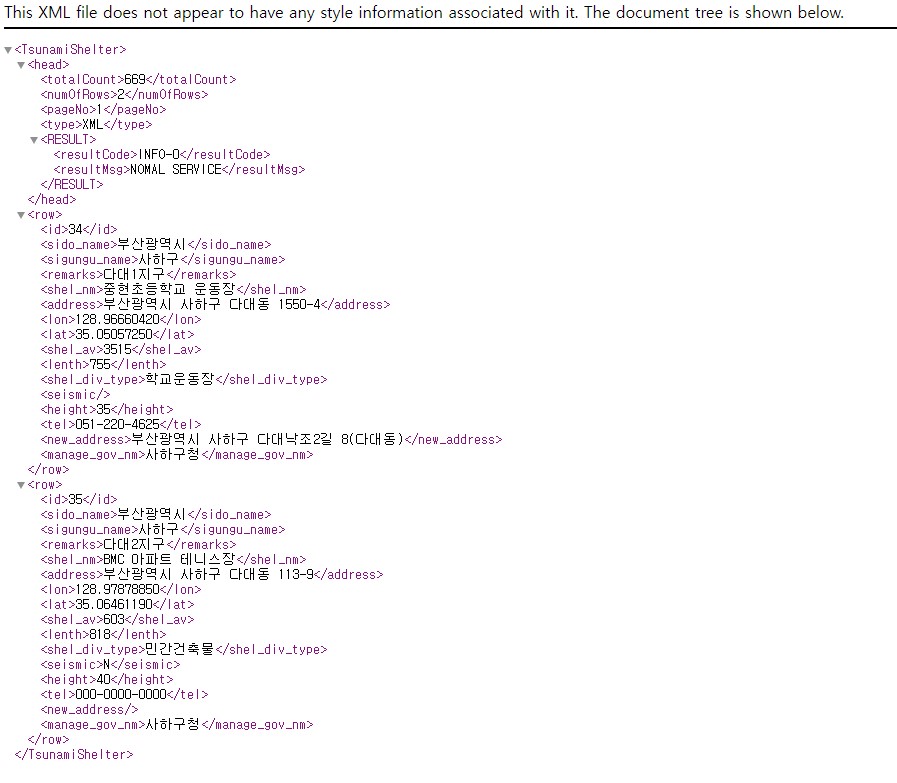 This XML file does not appear to have any style information associated with it. The document tree is shown below.
▼<TsunamiShelter>
▼<head>
<totalCount>669</totalCount>
<numOfRows>2</numOfRows>
<pageNo>1</pageNo>
<type>XML</type>
▼<RESULT>
<resultCode>INFO-0</resultCode>
<resultMsg>NOMAL SERVICE</resultMsg>
</RESULT>
</head>
▼<row>
<id>34</id>
<sido_name>부산광역시</sido_name>
<sigungu_name>사하구</sigungu_name>
<remarks>다대1지구</remarks>
<shel_nm>중현초등학교 운동장</shel_nm>
<address>부산광역시 사하구 다대동 1550-4</address>
<lon>128.96660420</lon>
<lat>35.05057250</lat>
<shel_av>3515</shel_av>
<lenth>755</lenth>
<shel_div_type>학교운동장</shel_div_type>
<seismic/>
<height>35</height>
<tel>051-220-4625</tel>
<new_address>부산광역시 사하구 다대낙조2길 8(다대동)</new_address>
<manage_gov_nm>사하구청</manage_gov_nm>
</row>
▼<row>
<id>35</id>
<sido_name>부산광역시</sido_name>
<sigungu_name>사하구</sigungu_name>
<remarks>다대2지구</remarks>
<shel_nm>BMC 아파트 테니스장</shel_nm>
<address>부산광역시 사하구 다대동 113-9</address>
<lon>128.97878850</lon>
<lat>35.06461190</lat>
<shel_av>603</shel_av>
<lenth>818</lenth>
<shel_div_type>민간건축물</shel_div_type>
<seismic>N</seismic>
<height>40</height>
<tel>000-0000-0000</tel>
<new_address/>
<manage_gov_nm>사하구청</manage_gov_nm>
</row>
</TsunamiShelter>